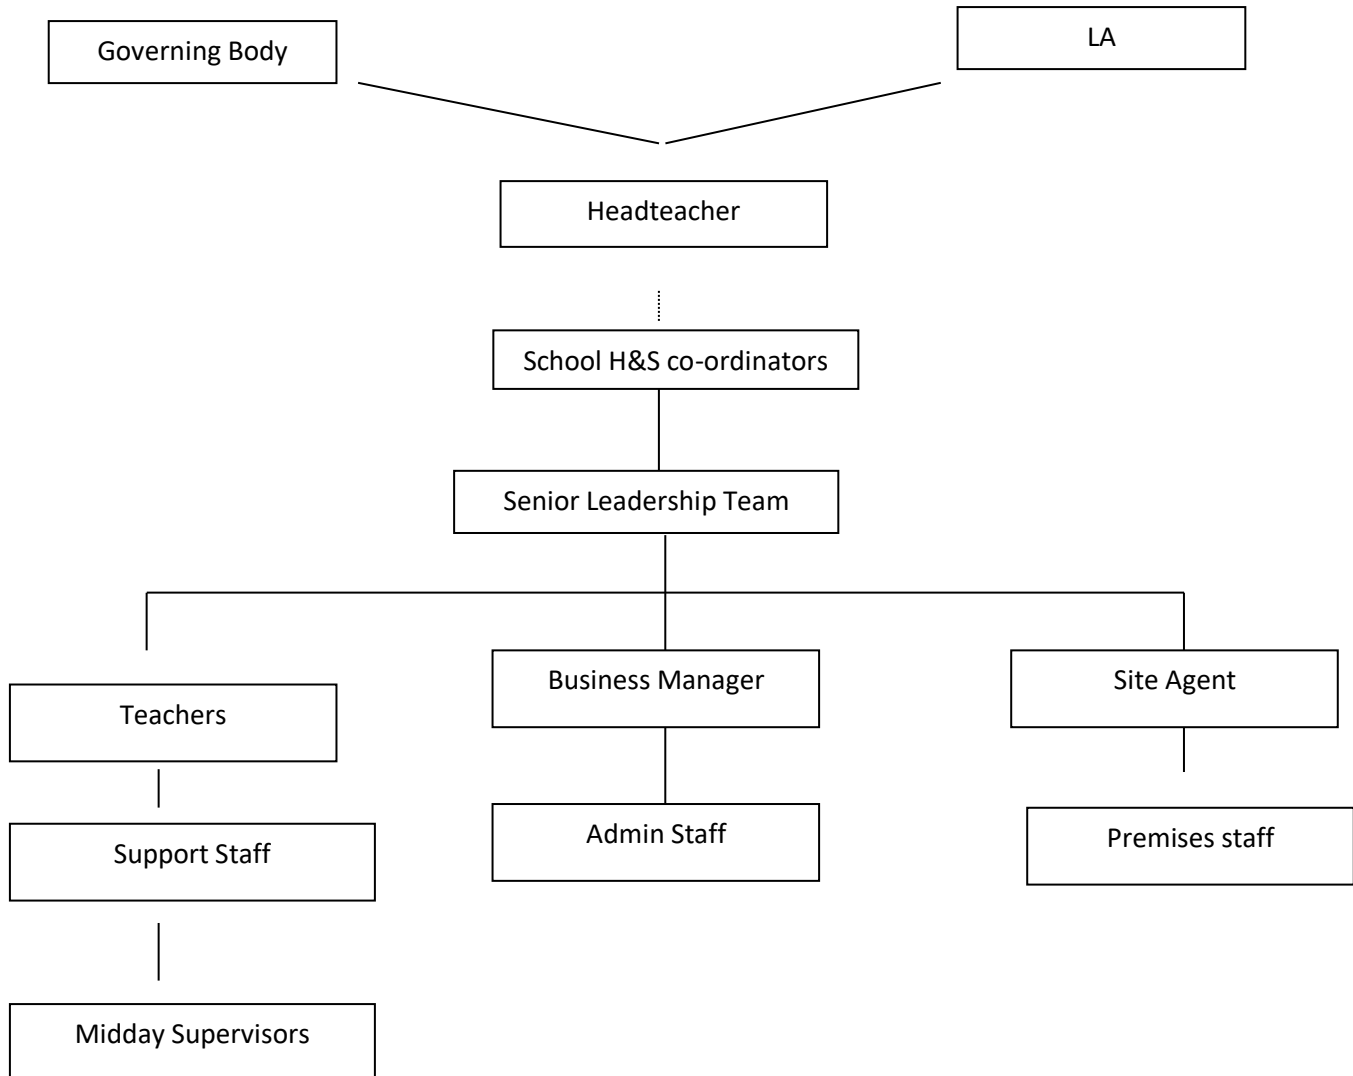 Governing Body
LA
Headteacher
School H&S co-ordinators
Senior Leadership Team
Teachers
Business Manager
Site Agent
Support Staff
Admin Staff
Premises staff
Midday Supervisors